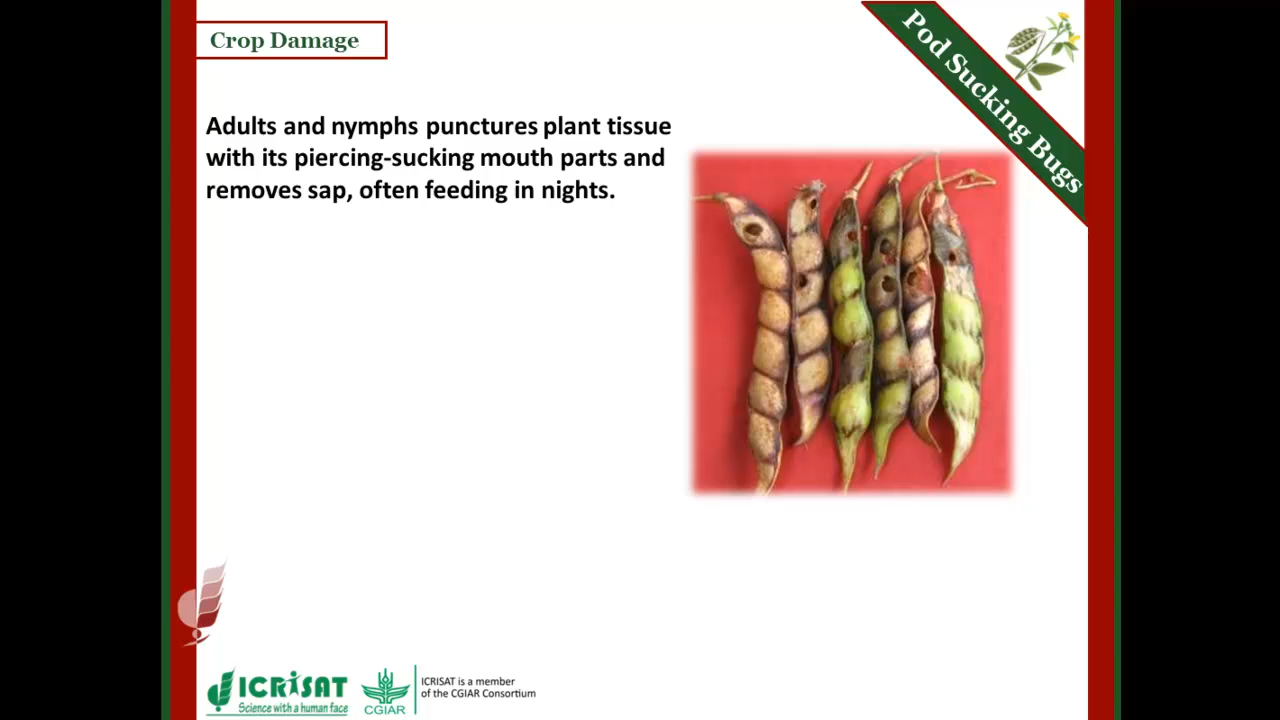 Crop Damage
Pod Sucking Bugs
Adults and nymphs punctures plant tissue
with its piercing-sucking mouth parts and
removes sap, often feeding in nights.
ICRISAT
Science with a human face
CGIAR
ICRISAT is a member
of the CGIAR Consortium